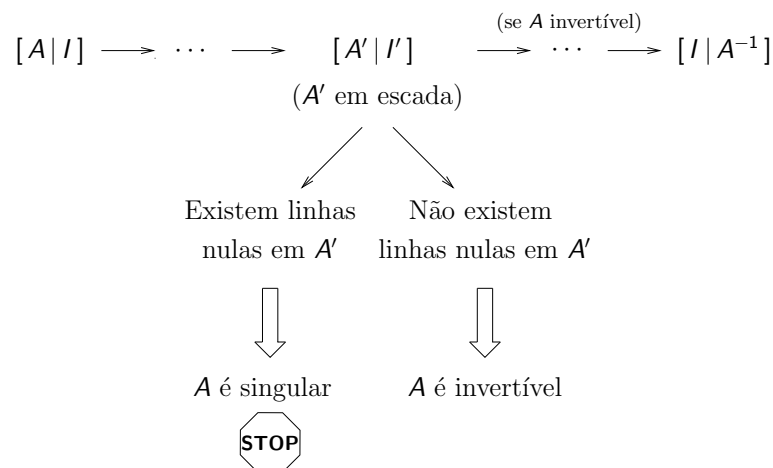 (se A invertível)
[A | I] ⟶ ··· ⟶ [A′ | I′] ⟶ ··· ⟶ [I | A⁻¹]
(A′ em escada)
Existem linhas
nulas em A′
Não existem
linhas nulas em A′
A é singular
A é invertível
STOP